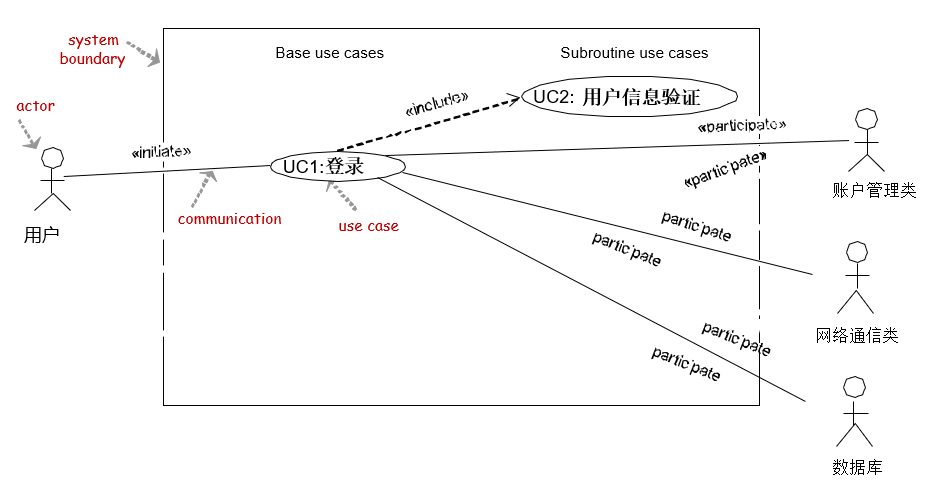 system
boundary
Base use cases
Subroutine use cases
actor
«include»
UC2: 用户信息验证
«participate»
«initiate»
«participate»
UC1:登录
账户管理类
communication
use case
用户
participate
participate
网络通信类
participate
participate
数据库